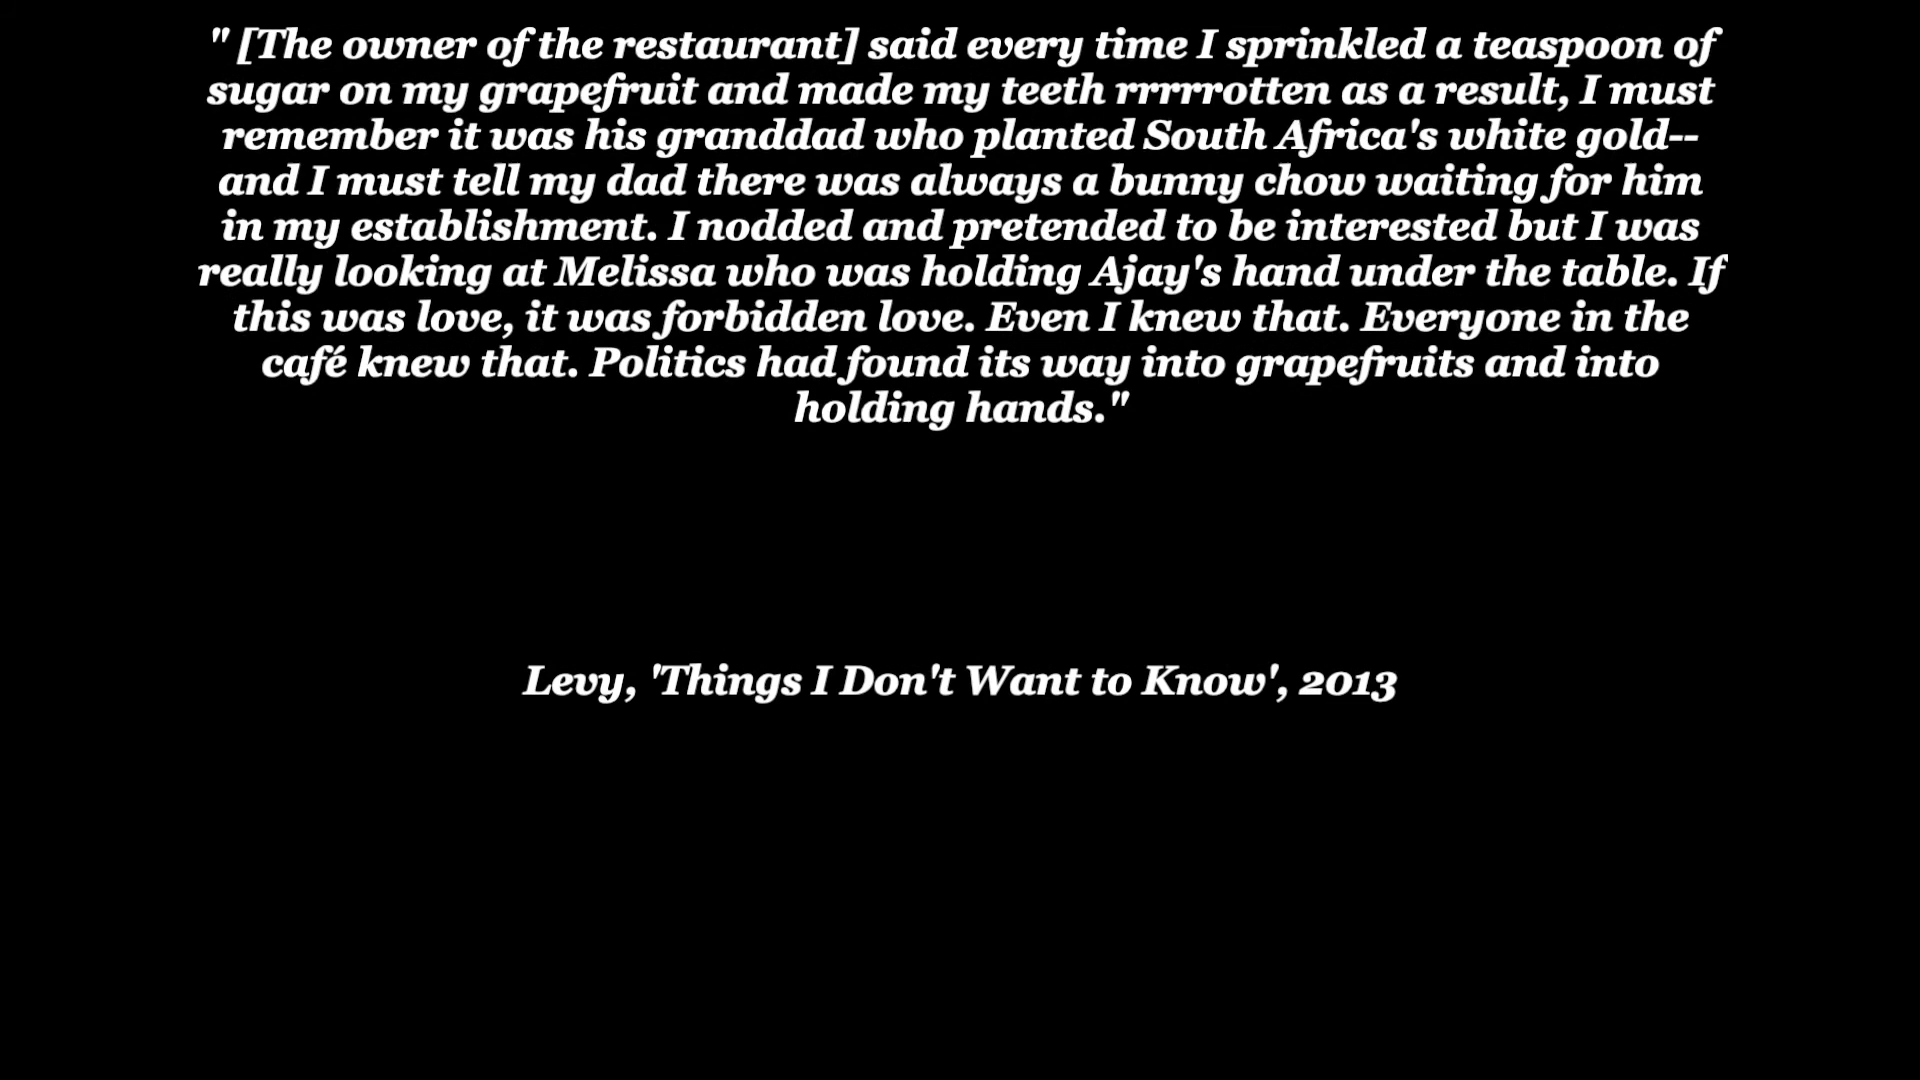 " [The owner of the restaurant] said every time I sprinkled a teaspoon of
sugar on my grapefruit and made my teeth rrrrrotten as a result, I must
remember it was his granddad who planted South Africa's white gold--
and I must tell my dad there was always a bunny chow waiting for him
in my establishment. I nodded and pretended to be interested but I was
really looking at Melissa who was holding Ajay's hand under the table. If
this was love, it was forbidden love. Even I knew that. Everyone in the
café knew that. Politics had found its way into grapefruits and into
holding hands."
Levy, 'Things I Don't Want to Know', 2013